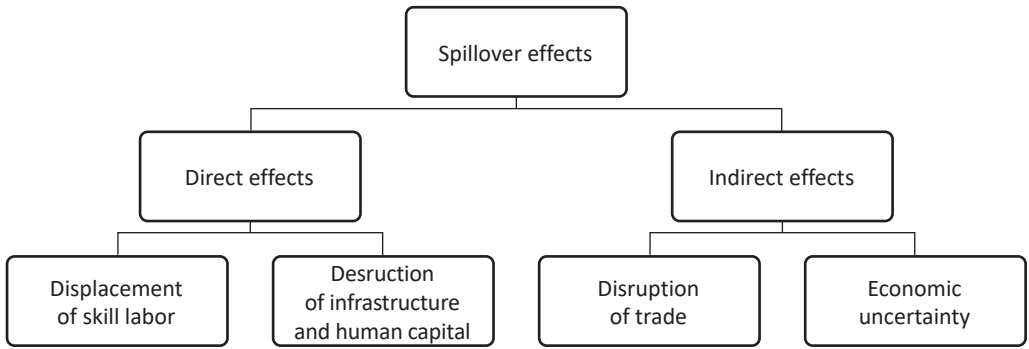 Spillover effects
Direct effects
Indirect effects
Displacement
of skill labor
Desruction
of infrastructure
and human capital
Disruption
of trade
Economic
uncertainty